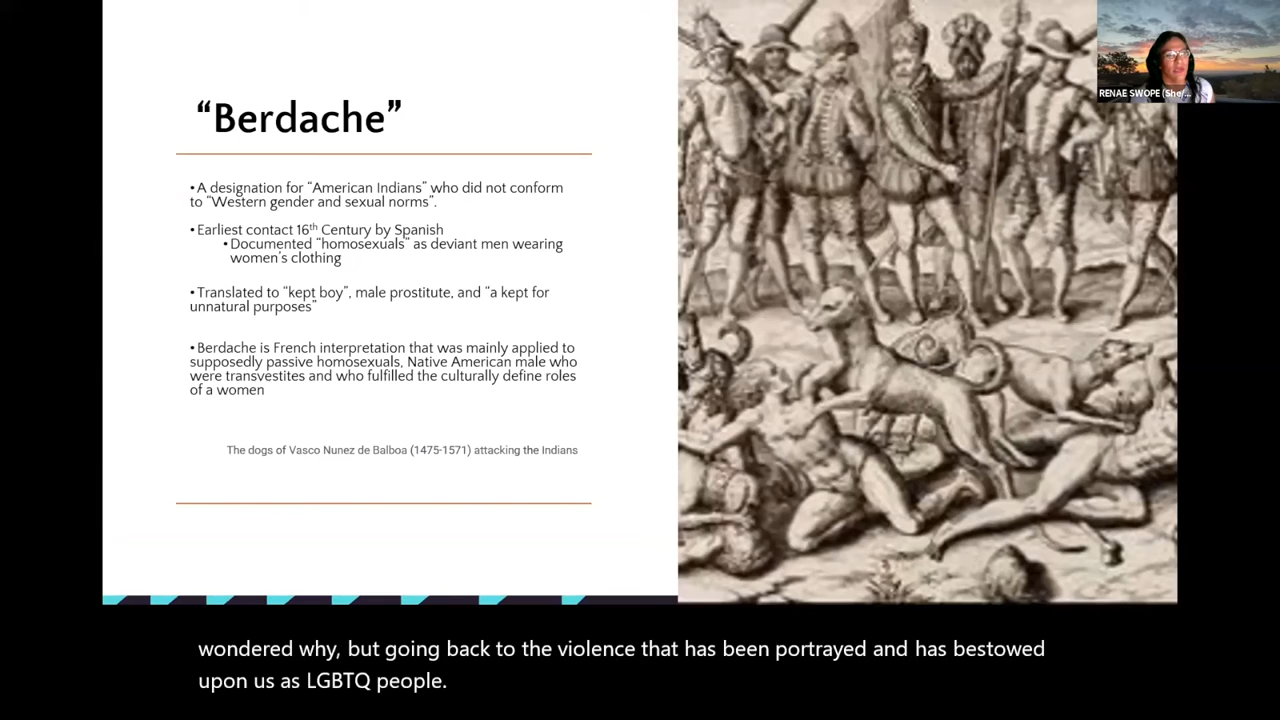 “Berdache”
•A designation for “American Indians” who did not conform
to “Western gender and sexual norms”.
•Earliest contact 16th Century by Spanish
•Documented “homosexuals” as deviant men wearing
women’s clothing
•Translated to “kept boy”, male prostitute, and “a kept for
unnatural purposes”
•Berdache is French interpretation that was mainly applied to
supposedly passive homosexuals, Native American male who
were transvestites and who fulfilled the culturally define roles
of a women
The dogs of Vasco Nunez de Balboa (1475-1571) attacking the Indians
RENAE SWOPE (She/...
wondered why, but going back to the violence that has been portrayed and has bestowed
upon us as LGBTQ people.